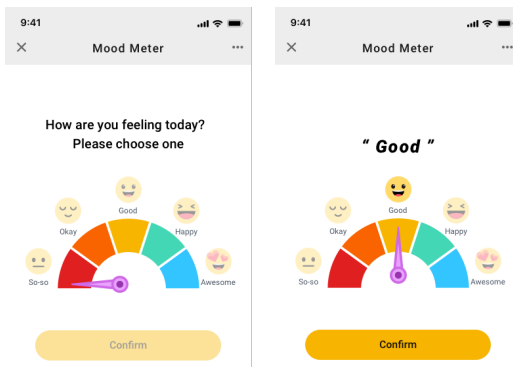 9:41
Mood Meter
How are you feeling today?
Please choose one
Good
Okay
Happy
So-so
Awesome
Confirm
9:41
Mood Meter
“ Good ”
Good
Okay
Happy
So-so
Awesome
Confirm